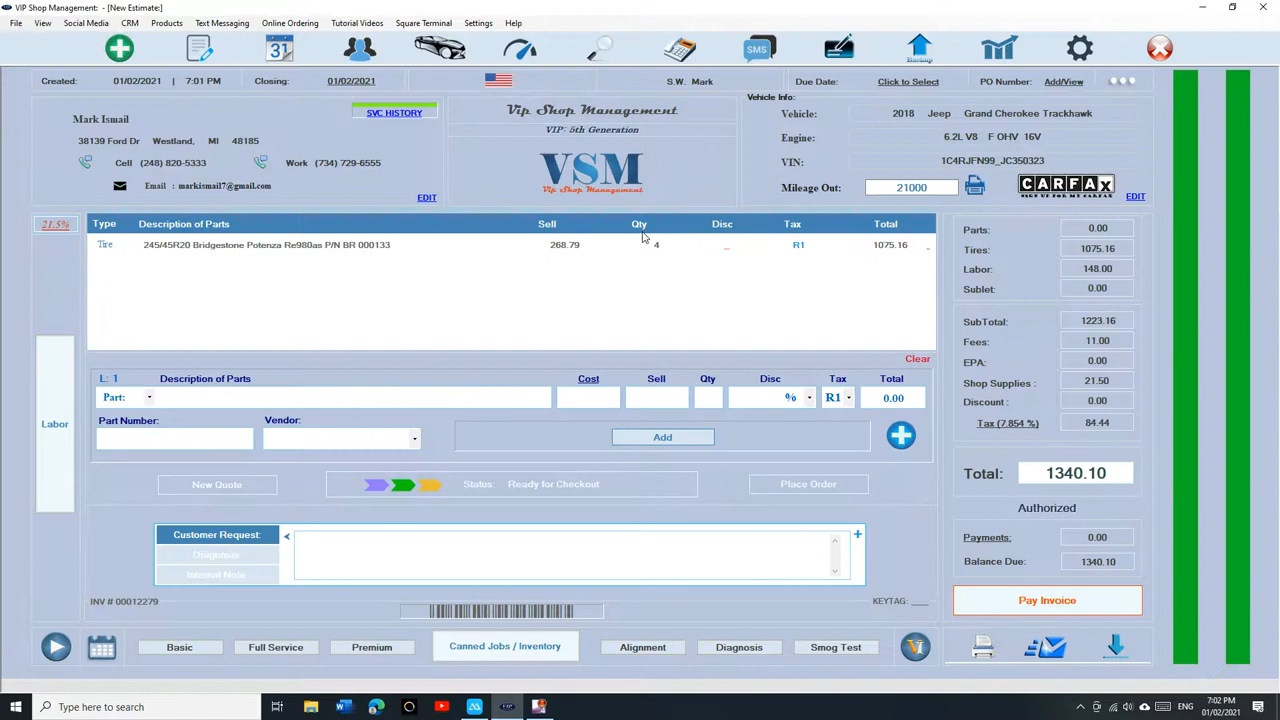 VIP Shop Management: - [New Estimate:]
File View Social Media CRM Products Text Messaging Online Ordering Tutorial Videos Square Terminal Settings Help
31 SMS Backup
Created: 01/02/2021 | 7:01 PM Closing: 01/02/2021 S.W. Mark Due Date: Click to Select PO Number: Add/View
Mark Ismail
SVC HISTORY
38139 Ford Dr Westland, MI 48185
Cell (248) 820-5333 Work (734) 729-6555
Email : markismail7@gmail.com
EDIT
Vip Shop Management
VIP: 5th Generation
VSM
Vip Shop Management
Vehicle Info:
Vehicle: 2018 Jeep Grand Cherokee Trackhawk
Engine: 6.2L V8 F OHV 16V
VIN: 1C4RJFN99_JC350323
Mileage Out: 21000 CARFAX
SIGN UP FOR MY CARFAX
EDIT
21.5% Type Description of Parts Sell Qty Disc Tax Total
Tire 245/45R20 Bridgestone Potenza Re980as P/N BR 000133 268.79 4 _ R1 1075.16 _
Clear
Labor
L: 1 Description of Parts Cost Sell Qty Disc Tax Total
Part: % R1 0.00
Part Number: Vendor:
Add
New Quote Status: Ready for Checkout Place Order
Customer Request: <
Diagnosis
Internal Note
INV # 00012279 KEYTAG: ___
Basic Full Service Premium Canned Jobs / Inventory Alignment Diagnosis Smog Test
Parts: 0.00
Tires: 1075.16
Labor: 148.00
Sublet: 0.00
SubTotal: 1223.16
Fees: 11.00
EPA: 0.00
Shop Supplies : 21.50
Discount : 0.00
Tax (7.854 %) 84.44
Total: 1340.10
Authorized
Payments: 0.00
Balance Due: 1340.10
Pay Invoice
Type here to search
ENG 7:02 PM
01/02/2021